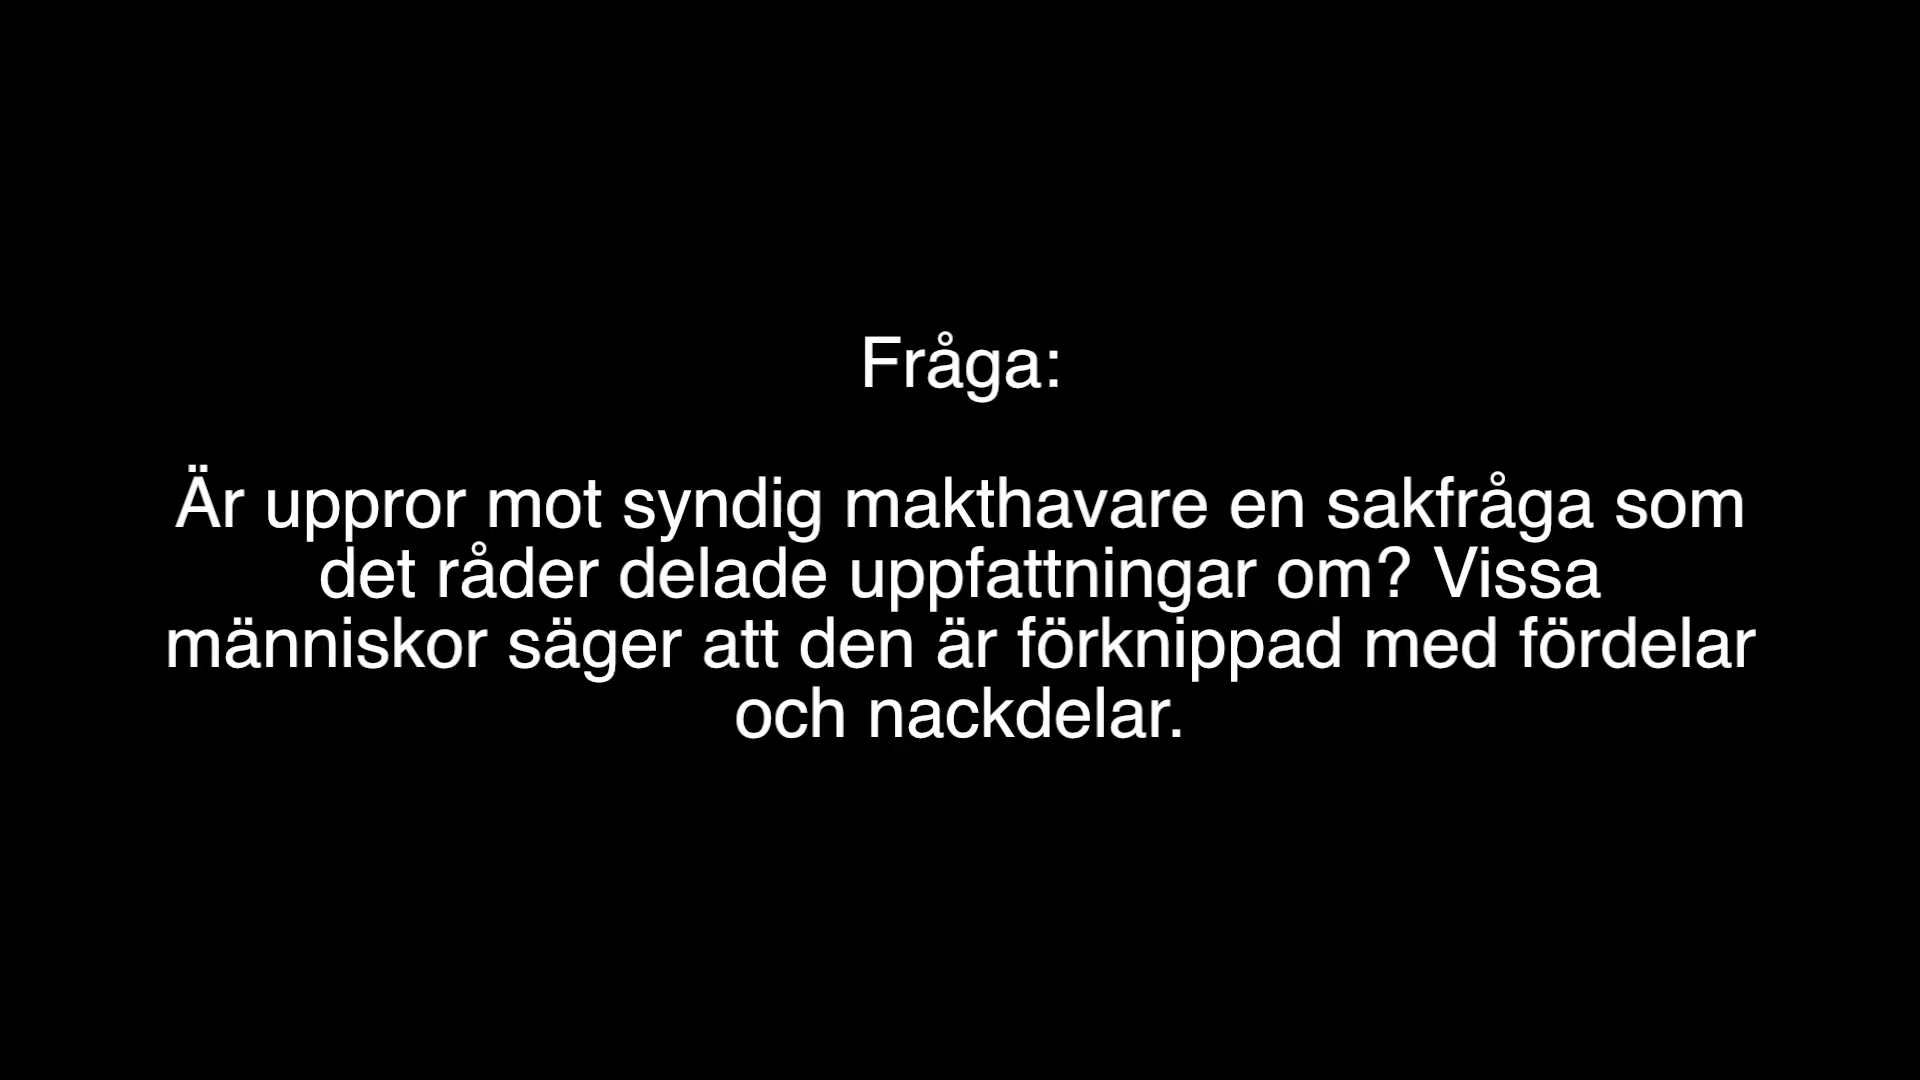 Fråga:
Är uppror mot syndig makthavare en sakfråga som
det råder delade uppfattningar om? Vissa
människor säger att den är förknippad med fördelar
och nackdelar.